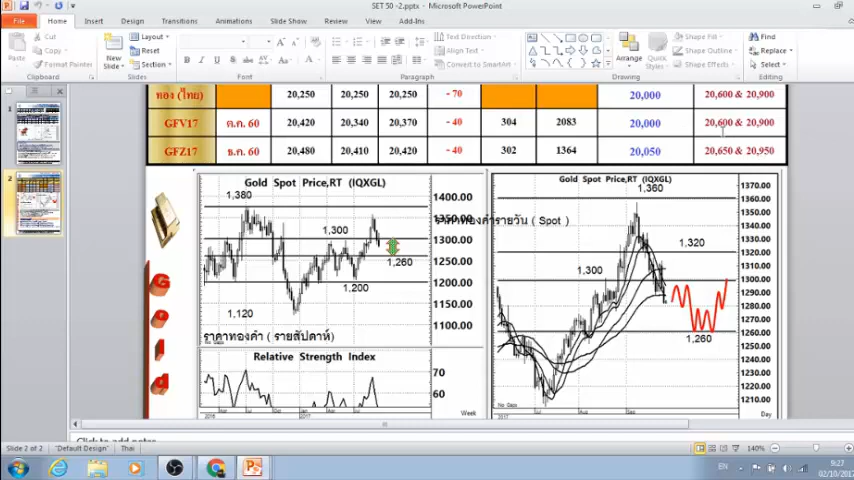 SET 50 -2.pptx - Microsoft PowerPoint
File Home Insert Design Transitions Animations Slide Show Review View Add-Ins
Cut
Copy
Format Painter
Paste
Clipboard
New Slide
Layout
Reset
Section
Slides
Font
Paragraph
Text Direction
Align Text
Convert to SmartArt
Drawing
Arrange
Quick Styles
Shape Fill
Shape Outline
Shape Effects
Find
Replace
Select
Editing
ทอง (ไทย) 20,250 20,250 20,250 - 70 20,000 20,600 & 20,900
GFV17 ต.ค. 60 20,420 20,340 20,370 - 40 304 2083 20,000 20,600 & 20,900
GFZ17 ธ.ค. 60 20,480 20,410 20,420 - 40 302 1364 20,050 20,650 & 20,950
Gold
Gold Spot Price,RT (IQXGL)
1,380
1,300
1,260
1,200
1,120
1400.00
1350.00
1300.00
1250.00
1200.00
1150.00
1100.00
ราคาทองคำ ( รายสัปดาห์)
Relative Strength Index
70
60
50
40
Week
ราคาทองคำรายวัน ( Spot )
Gold Spot Price,RT (IQXGL)
1,360
1,320
1,300
1,260
1370.00
1360.00
1350.00
1340.00
1330.00
1320.00
1310.00
1300.00
1290.00
1280.00
1270.00
1260.00
1250.00
1240.00
1230.00
1220.00
1210.00
Day
Click to add notes
Slide 2 of 2 "Default Design" Thai 140%
EN 9:27
02/10/2017